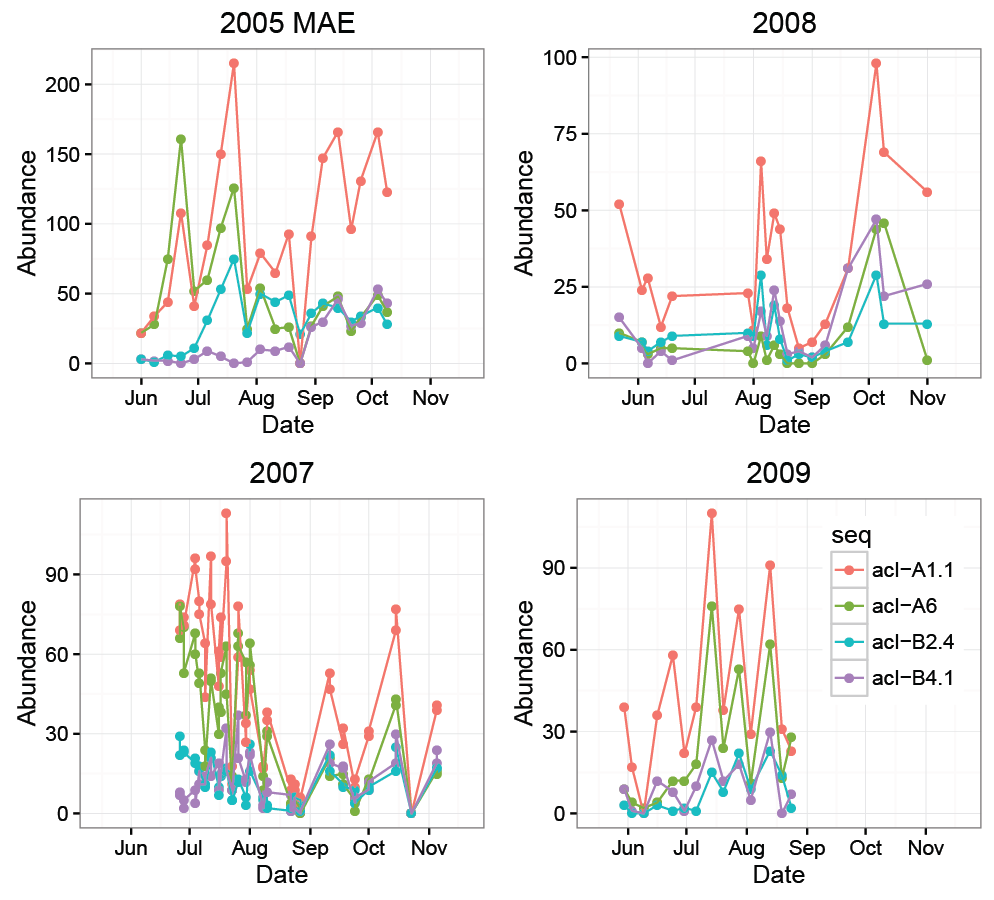 2005 MAE
Abundance
200
150
100
50
0
Jun Jul Aug Sep Oct Nov
Date
2008
Abundance
100
75
50
25
0
Jun Jul Aug Sep Oct Nov
Date
2007
Abundance
90
60
30
0
Jun Jul Aug Sep Oct Nov
Date
2009
Abundance
90
60
30
0
Jun Jul Aug Sep Oct Nov
Date
seq
acI−A1.1
acI−A6
acI−B2.4
acI−B4.1